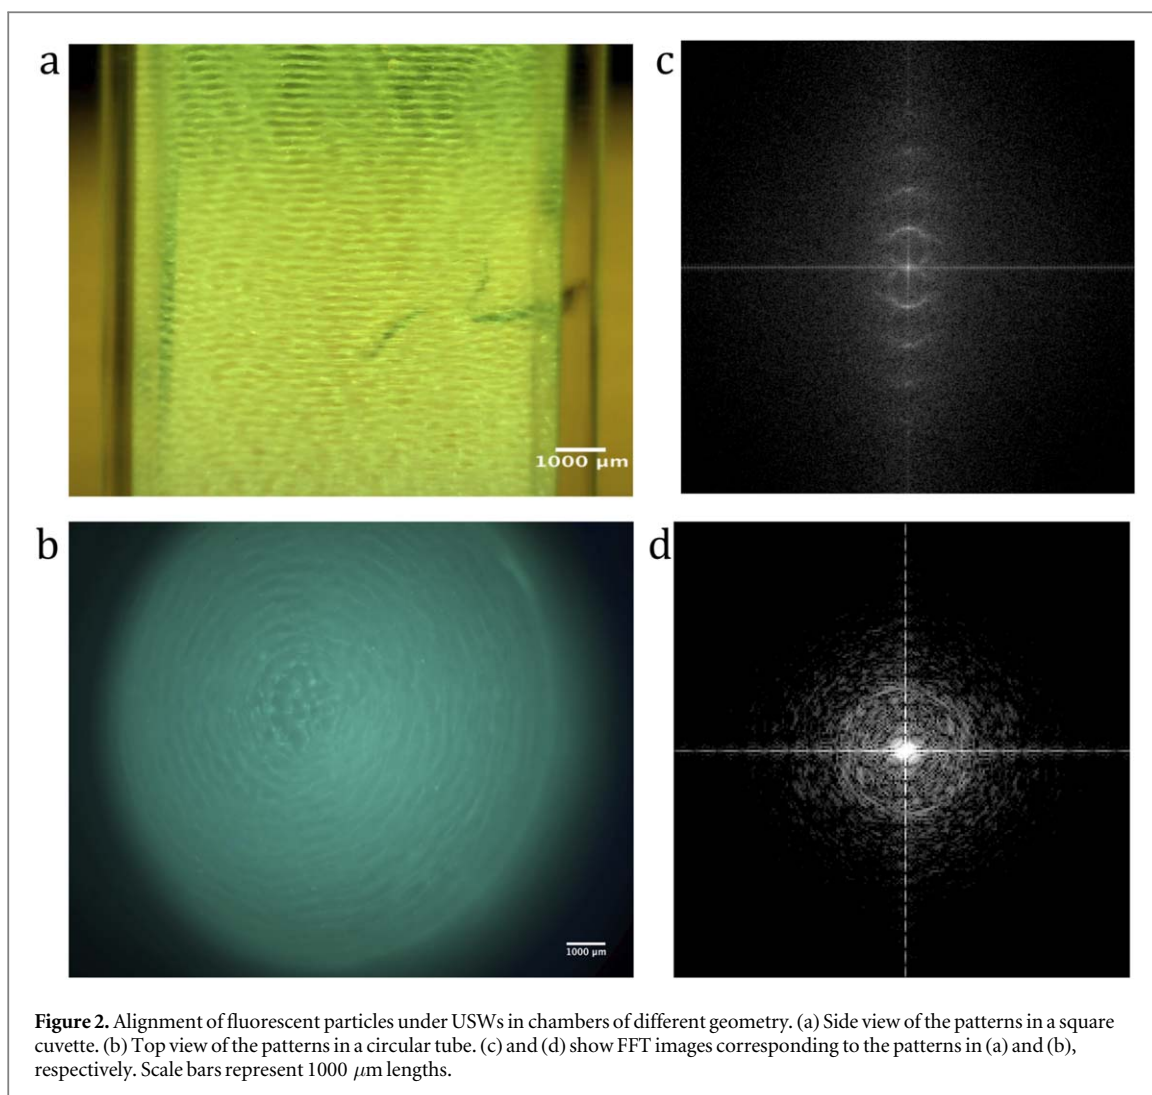 a
c
1000 μm
b
d
1000 μm
Figure 2. Alignment of fluorescent particles under USWs in chambers of different geometry. (a) Side view of the patterns in a square
cuvette. (b) Top view of the patterns in a circular tube. (c) and (d) show FFT images corresponding to the patterns in (a) and (b),
respectively. Scale bars represent 1000 μm lengths.